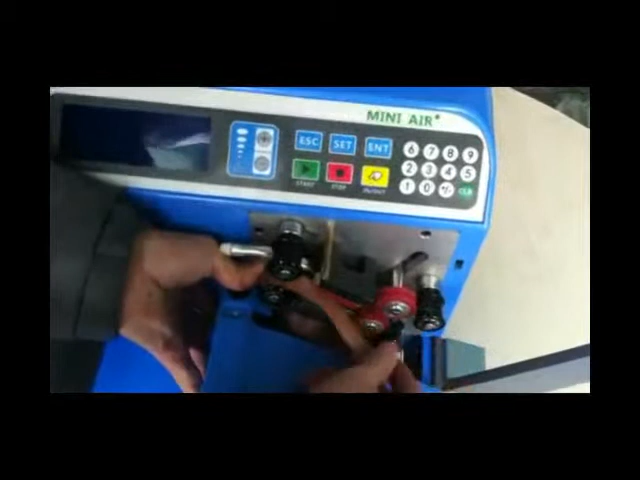 MINI AIR+
ESC SET ENT
START STOP
6 7 8 9
2 3 4 5
1 0 CLR